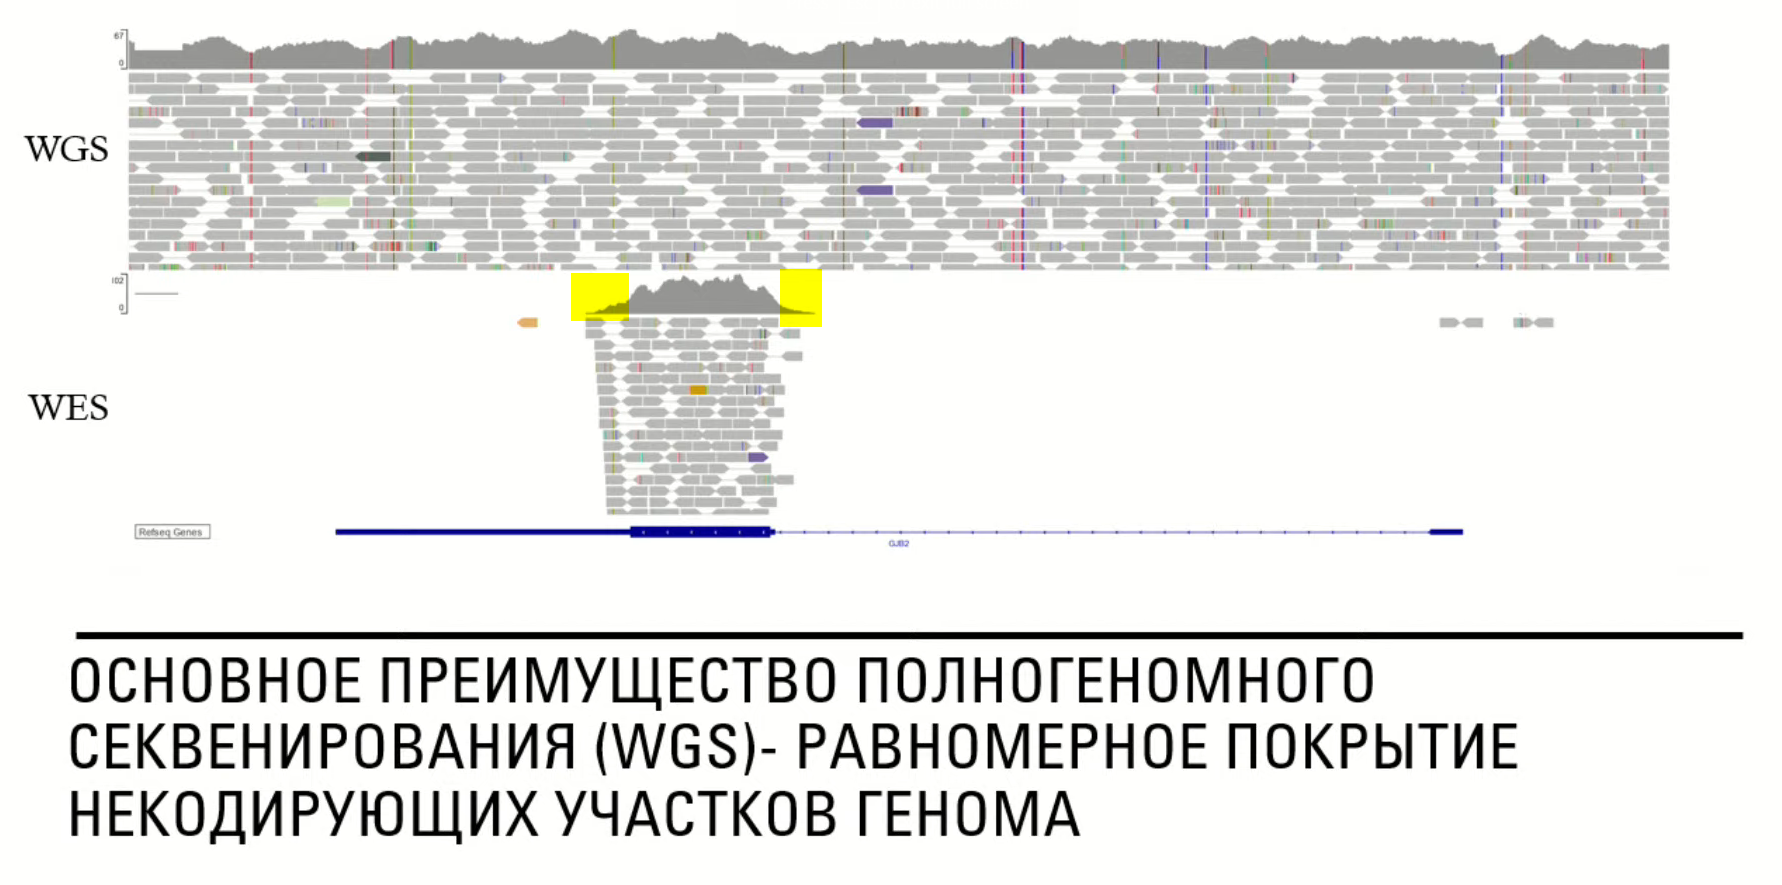 67
0
WGS
102
0
WES
Refseq Genes
GJB2
ОСНОВНОЕ ПРЕИМУЩЕСТВО ПОЛНОГЕНОМНОГО
СЕКВЕНИРОВАНИЯ (WGS)- РАВНОМЕРНОЕ ПОКРЫТИЕ
НЕКОДИРУЮЩИХ УЧАСТКОВ ГЕНОМА